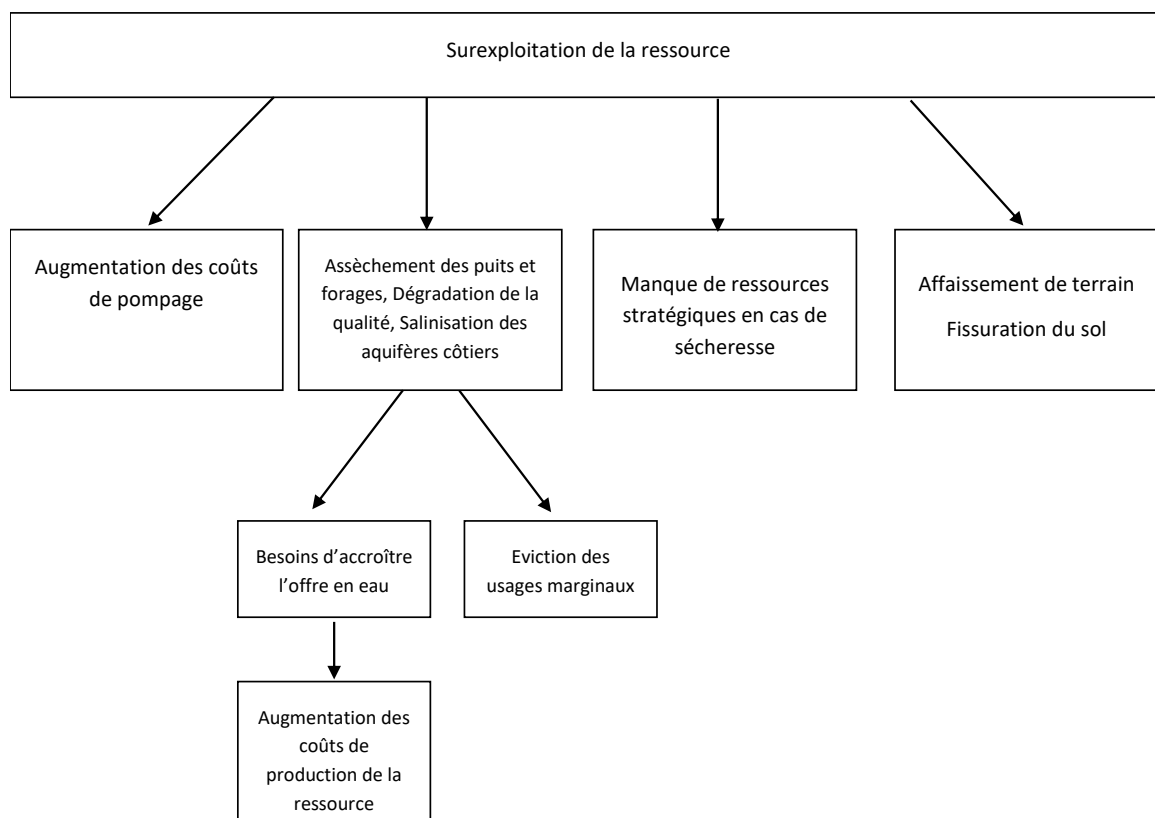 Surexploitation de la ressource
Augmentation des coûts
de pompage
Assèchement des puits et
forages, Dégradation de la
qualité, Salinisation des
aquifères côtiers
Manque de ressources
stratégiques en cas de
sécheresse
Affaissement de terrain
Fissuration du sol
Besoins d’accroître
l’offre en eau
Eviction des
usages marginaux
Augmentation des
coûts de
production de la
ressource